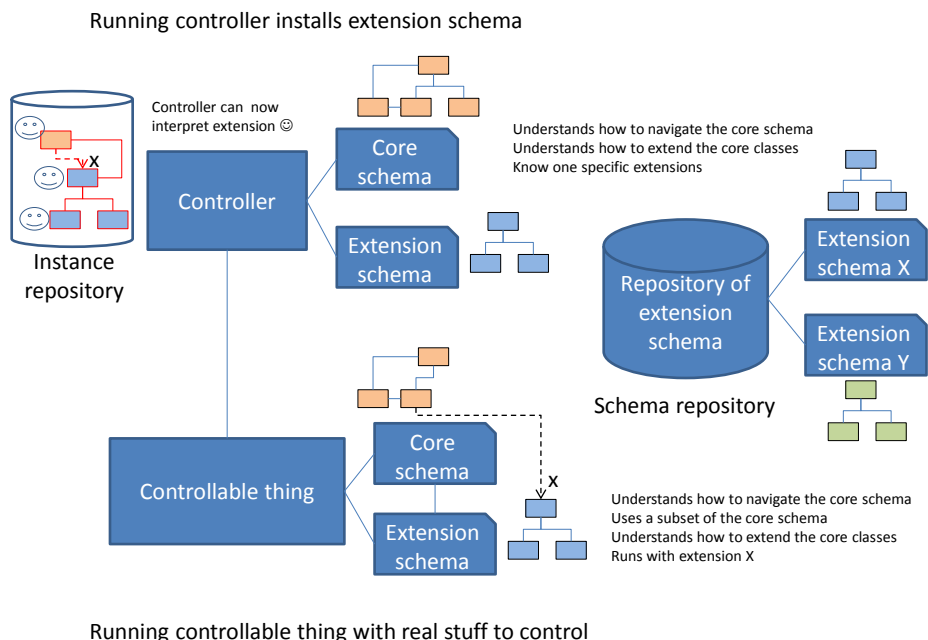 Running controller installs extension schema
Controller can now
interpret extension ☺
Core
schema
Understands how to navigate the core schema
Understands how to extend the core classes
Know one specific extensions
X
Controller
Extension
schema
Instance
repository
Repository of
extension
schema
Extension
schema X
Extension
schema Y
Schema repository
Core
schema
Controllable thing
X
Extension
schema
Understands how to navigate the core schema
Uses a subset of the core schema
Understands how to extend the core classes
Runs with extension X
Running controllable thing with real stuff to control